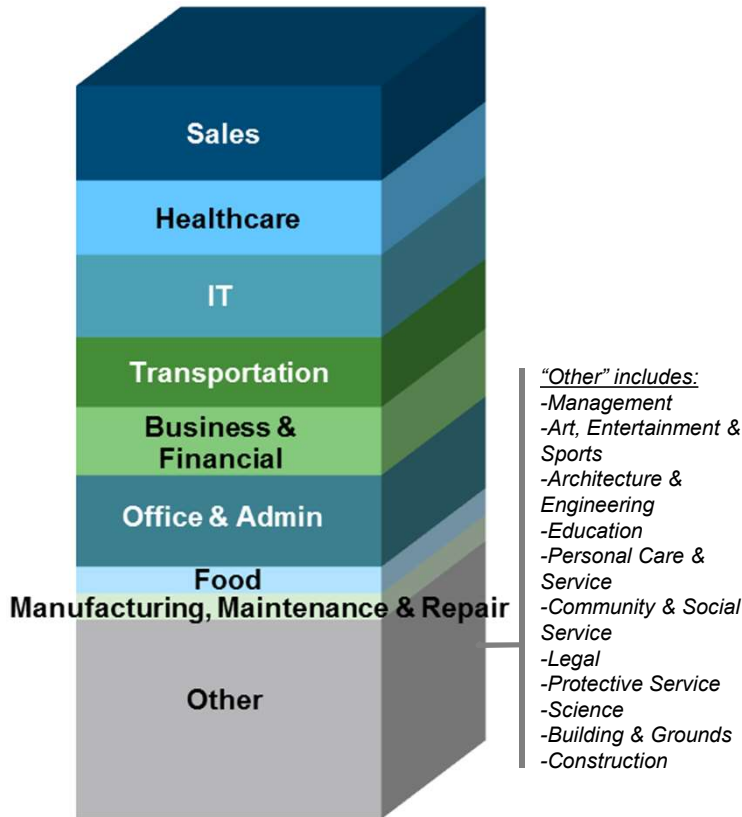 Sales
Healthcare
IT
Transportation
Business &
Financial
Office & Admin
Food
Manufacturing, Maintenance & Repair
Other
“Other” includes:
-Management
-Art, Entertainment &
Sports
-Architecture &
Engineering
-Education
-Personal Care &
Service
-Community & Social
Service
-Legal
-Protective Service
-Science
-Building & Grounds
-Construction